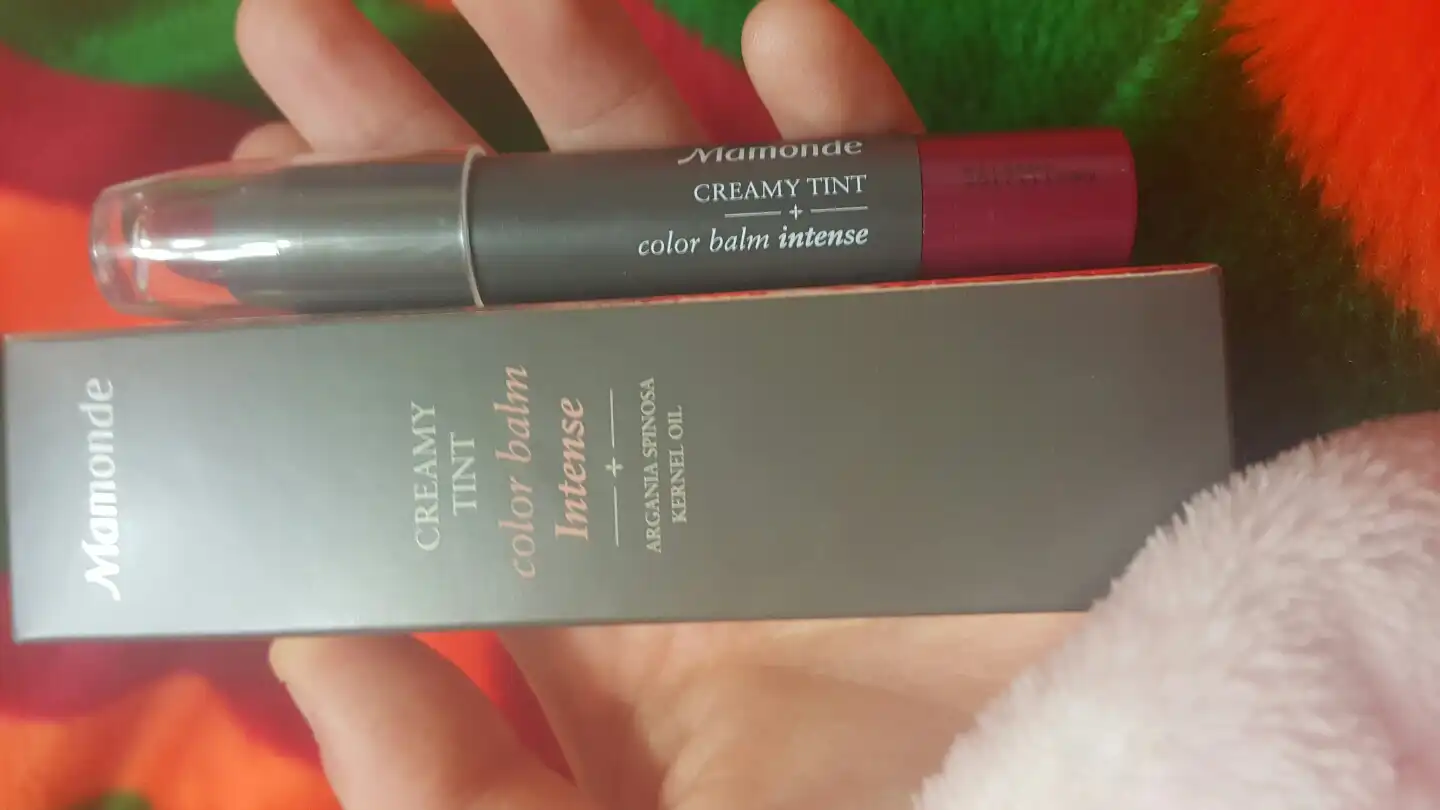 Mamonde
CREAMY TINT
color balm intense
Mamonde
CREAMY
TINT
color balm
Intense
ARGANIA SPINOSA
KERNEL OIL